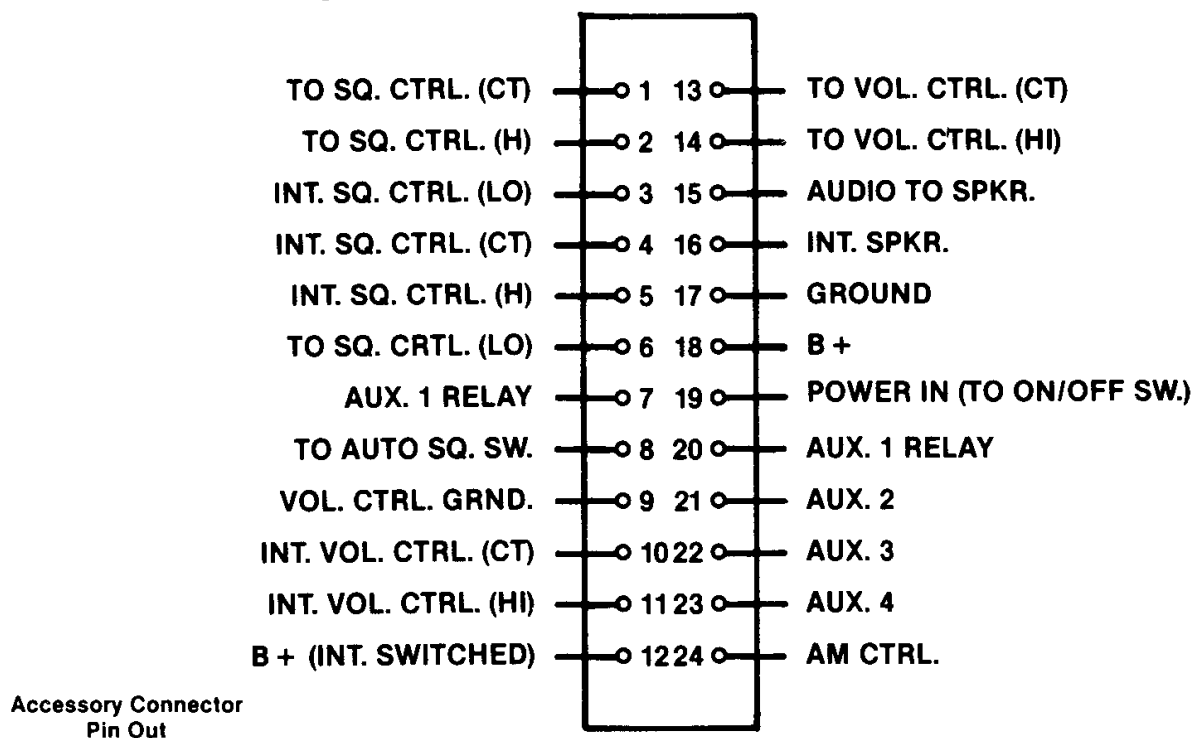 TO SQ. CTRL. (CT) 1 13 TO VOL. CTRL. (CT)
TO SQ. CTRL. (H) 2 14 TO VOL. CTRL. (HI)
INT. SQ. CTRL. (LO) 3 15 AUDIO TO SPKR.
INT. SQ. CTRL. (CT) 4 16 INT. SPKR.
INT. SQ. CTRL. (H) 5 17 GROUND
TO SQ. CRTL. (LO) 6 18 B +
AUX. 1 RELAY 7 19 POWER IN (TO ON/OFF SW.)
TO AUTO SQ. SW. 8 20 AUX. 1 RELAY
VOL. CTRL. GRND. 9 21 AUX. 2
INT. VOL. CTRL. (CT) 10 22 AUX. 3
INT. VOL. CTRL. (HI) 11 23 AUX. 4
B + (INT. SWITCHED) 12 24 AM CTRL.
Accessory Connector
Pin Out